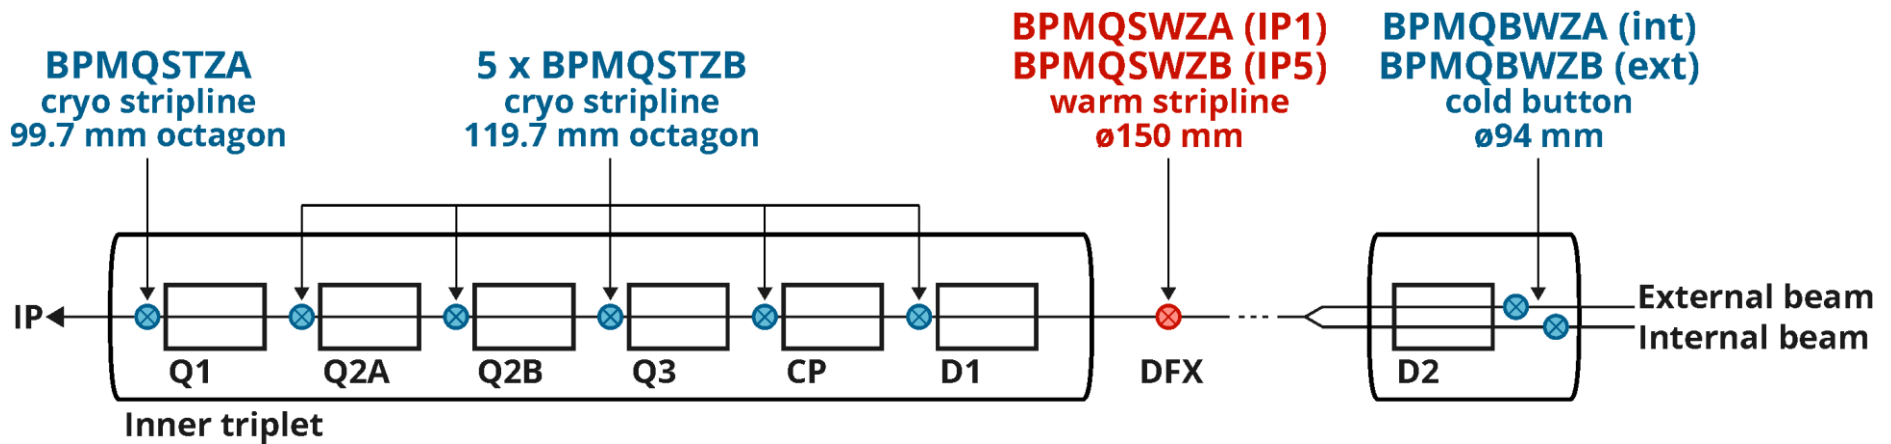 BPMQSTZA
cryo stripline
99.7 mm octagon
5 x BPMQSTZB
cryo stripline
119.7 mm octagon
BPMQSWZA (IP1)
BPMQSWZB (IP5)
warm stripline
ø150 mm
BPMQBWZA (int)
BPMQBWZB (ext)
cold button
ø94 mm
IP
External beam
Internal beam
Q1
Q2A
Q2B
Q3
CP
D1
DFX
D2
Inner triplet